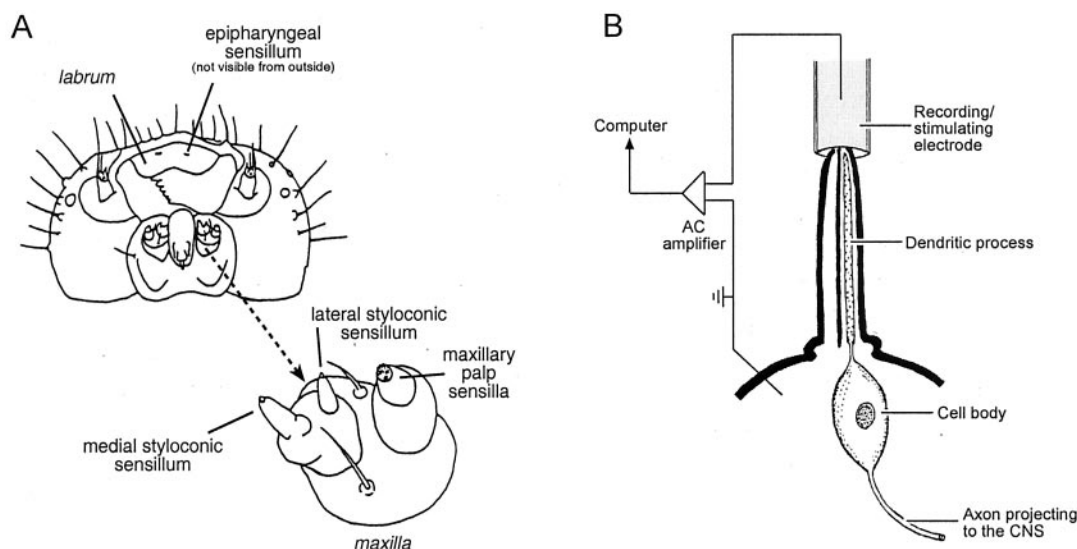 A
epipharyngeal
sensillum
(not visible from outside)
labrum
lateral styloconic
sensillum
maxillary
palp
sensilla
medial styloconic
sensillum
maxilla
B
Computer
AC
amplifier
Recording/
stimulating
electrode
Dendritic process
Cell body
Axon projecting
to the CNS